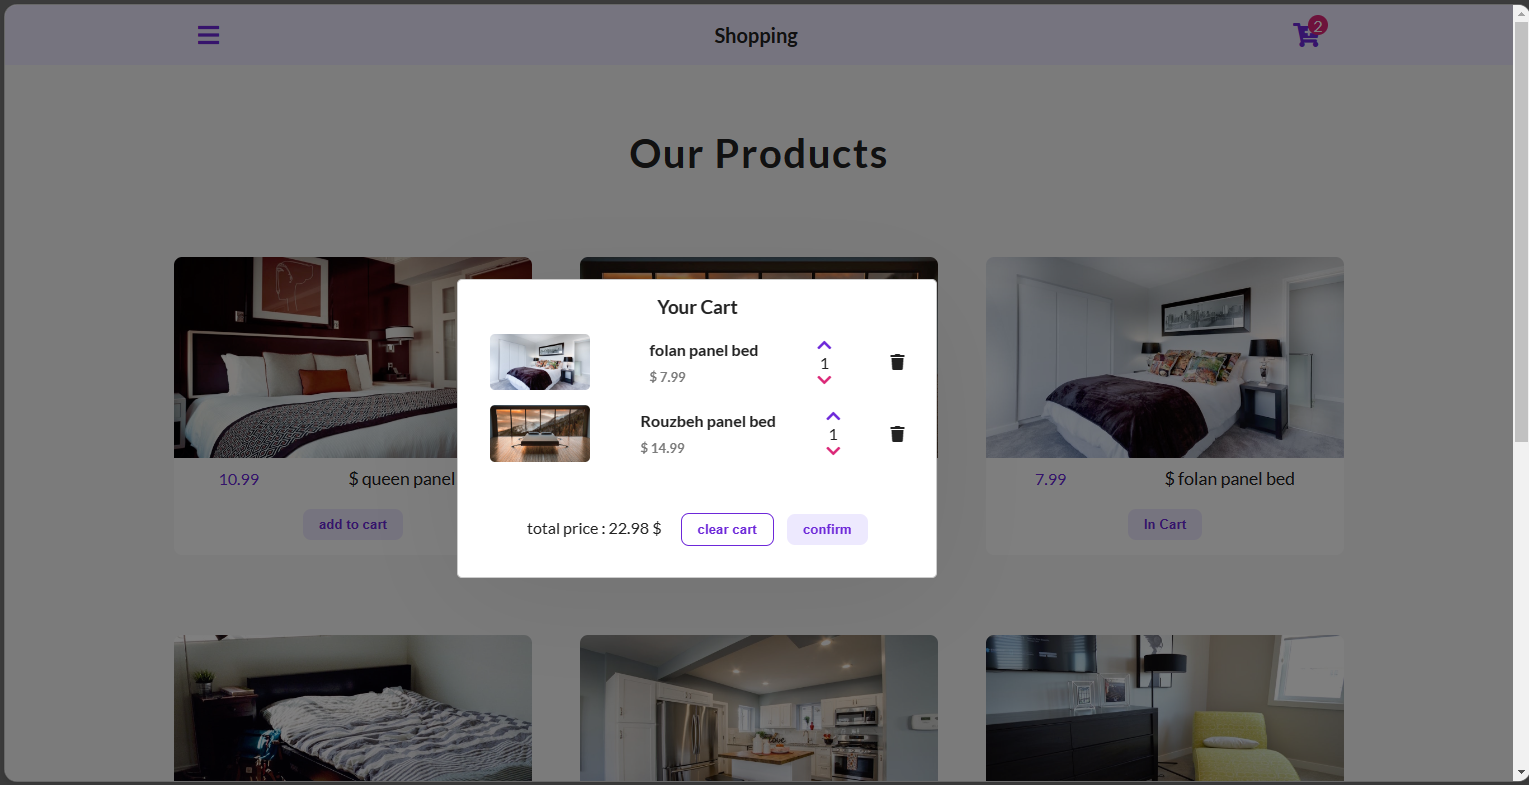 Shopping
2
Our Products
Your Cart
folan panel bed
$ 7.99
1
Rouzbeh panel bed
$ 14.99
1
total price : 22.98 $
clear cart
confirm
10.99
$ queen panel
add to cart
7.99
$ folan panel bed
In Cart
love